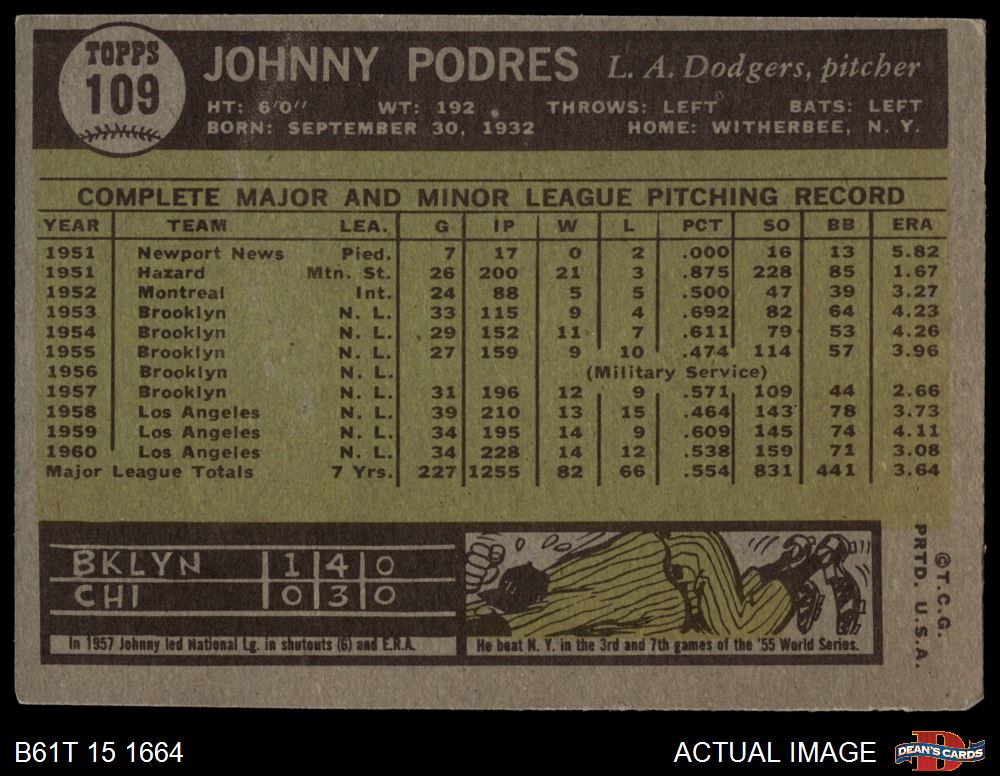 TOPPS
109
JOHNNY PODRES L. A. Dodgers, pitcher
HT: 6'0" WT: 192 THROWS: LEFT BATS: LEFT
BORN: SEPTEMBER 30, 1932 HOME: WITHERBEE, N. Y.
COMPLETE MAJOR AND MINOR LEAGUE PITCHING RECORD
YEAR TEAM LEA. G IP W L PCT SO BB ERA
1951 Newport News Pied. 7 17 0 2 .000 16 13 5.82
1951 Hazard Mtn. St. 26 200 21 3 .875 228 85 1.67
1952 Montreal Int. 24 88 5 5 .500 47 39 3.27
1953 Brooklyn N. L. 33 115 9 4 .692 82 64 4.23
1954 Brooklyn N. L. 29 152 11 7 .611 79 53 4.26
1955 Brooklyn N. L. 27 159 9 10 .474 114 57 3.96
1956 Brooklyn N. L. (Military Service)
1957 Brooklyn N. L. 31 196 12 9 .571 109 44 2.66
1958 Los Angeles N. L. 39 210 13 15 .464 143 78 3.73
1959 Los Angeles N. L. 34 195 14 9 .609 145 74 4.11
1960 Los Angeles N. L. 34 228 14 12 .538 159 71 3.08
Major League Totals 7 Yrs. 227 1255 82 66 .554 831 441 3.64
BKLYN 1 4 0
CHI 0 3 0
In 1957 Johnny led National Lg. in shutouts (6) and E.R.A.
He beat N. Y. in the 3rd and 7th games of the '55 World Series.
©T.C.G.
PRTD. U.S.A.
B61T 15 1664
ACTUAL IMAGE
DEAN'S CARDS